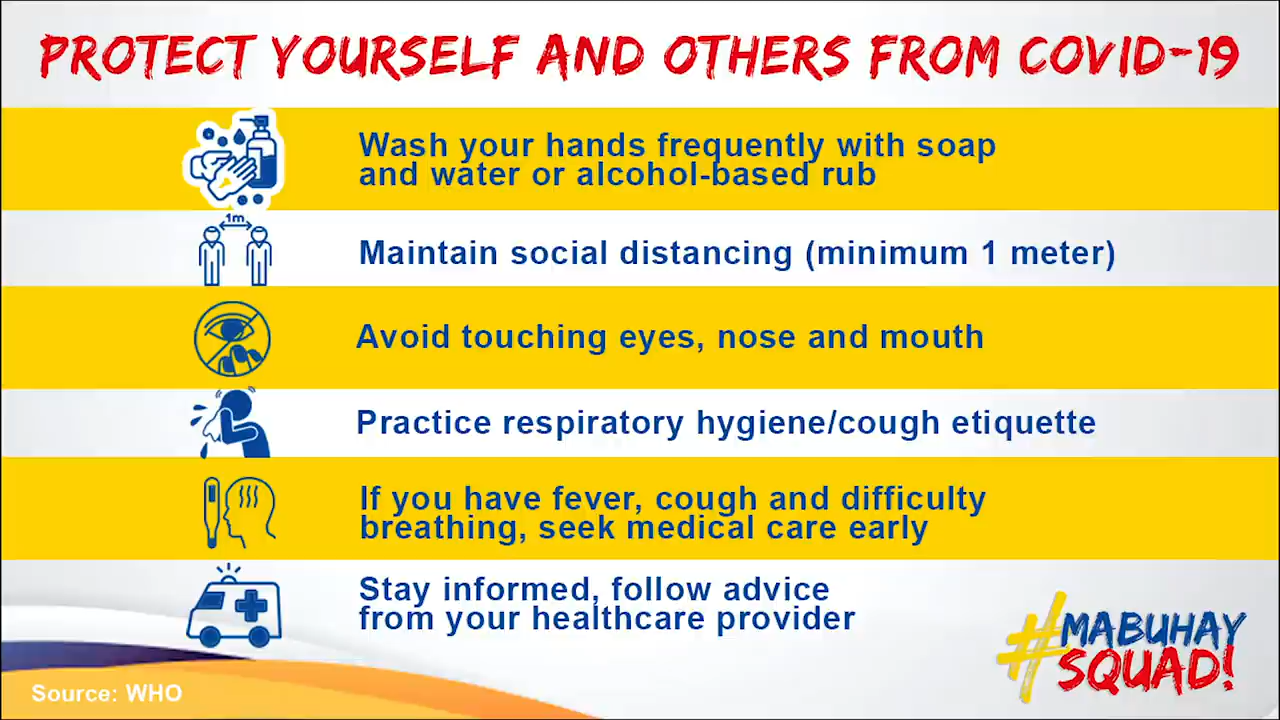 PROTECT YOURSELF AND OTHERS FROM COVID-19
Wash your hands frequently with soap
and water or alcohol-based rub
1m
Maintain social distancing (minimum 1 meter)
Avoid touching eyes, nose and mouth
Practice respiratory hygiene/cough etiquette
If you have fever, cough and difficulty
breathing, seek medical care early
Stay informed, follow advice
from your healthcare provider
#MABUHAY
SQUAD!
Source: WHO